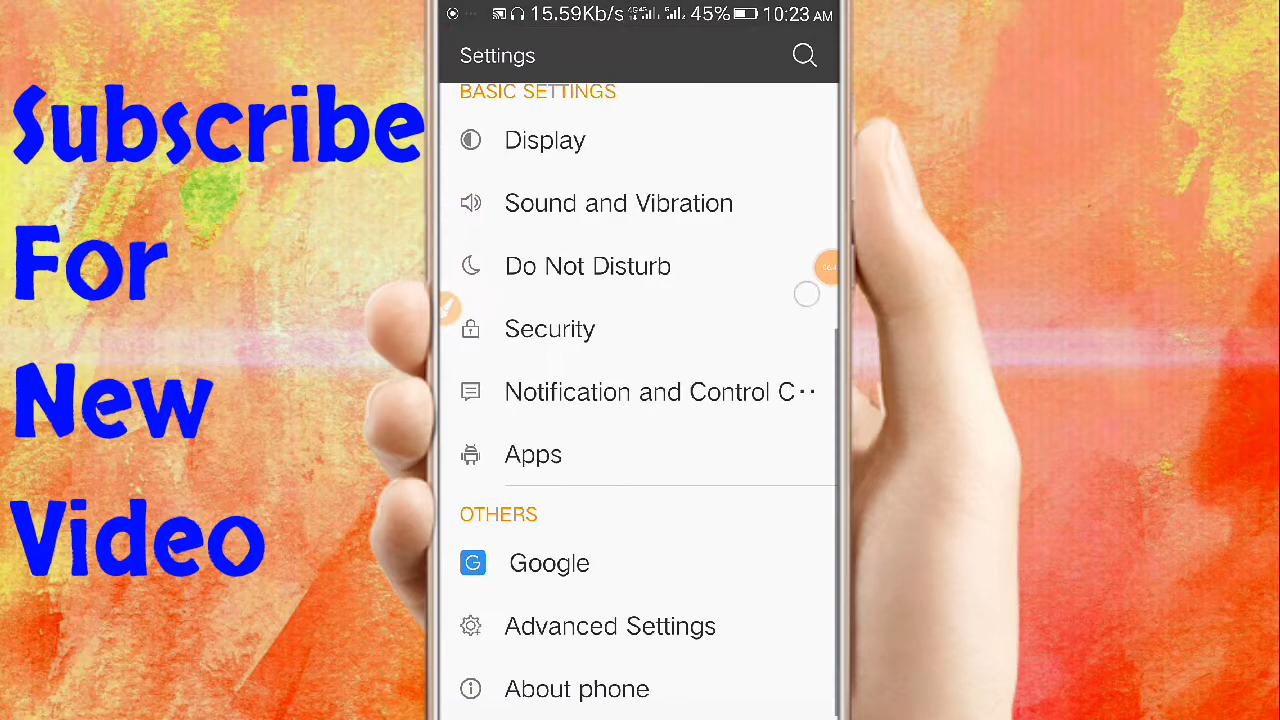 Subscribe
For
New
Video
15.59Kb/s 45% 10:23 AM
Settings
BASIC SETTINGS
Display
Sound and Vibration
Do Not Disturb
Security
Notification and Control C··
Apps
OTHERS
Google
Advanced Settings
About phone